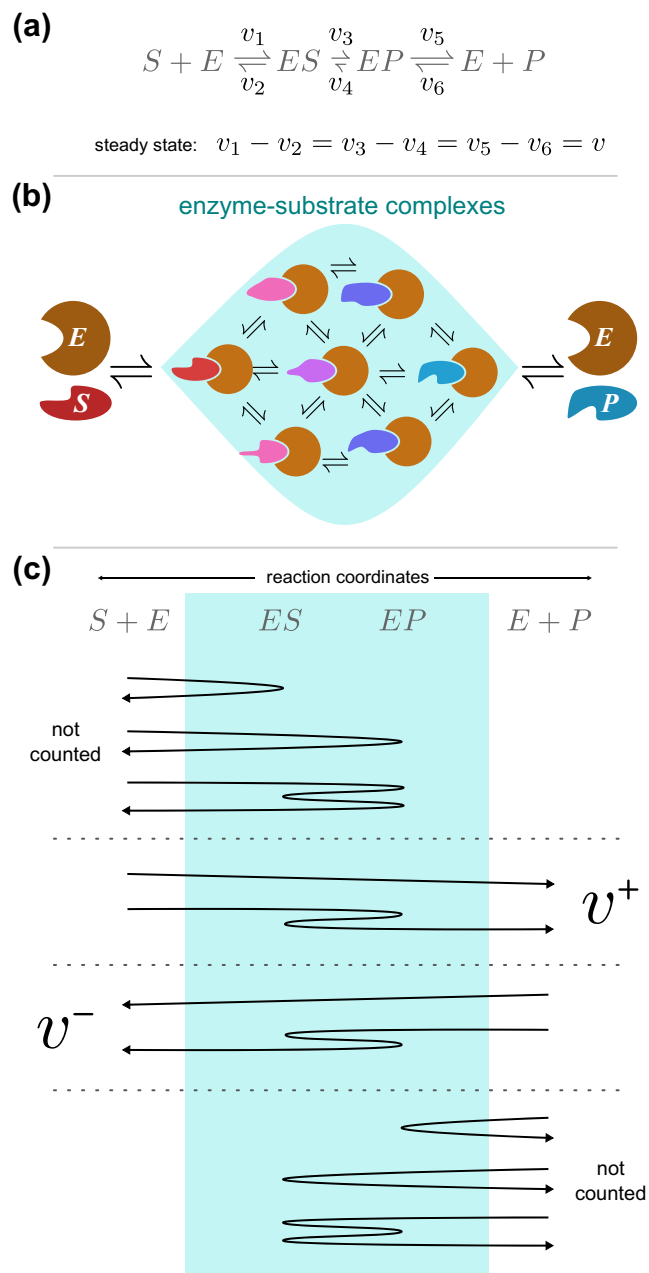 (a)
v₁ v₃ v₅
S + E ⇌ ES ⇌ EP ⇌ E + P
v₂ v₄ v₆
steady state: v₁ − v₂ = v₃ − v₄ = v₅ − v₆ = v
(b)
enzyme-substrate complexes
E E
S P
(c)
reaction coordinates
S + E ES EP E + P
not
counted
v⁺
v⁻
not
counted